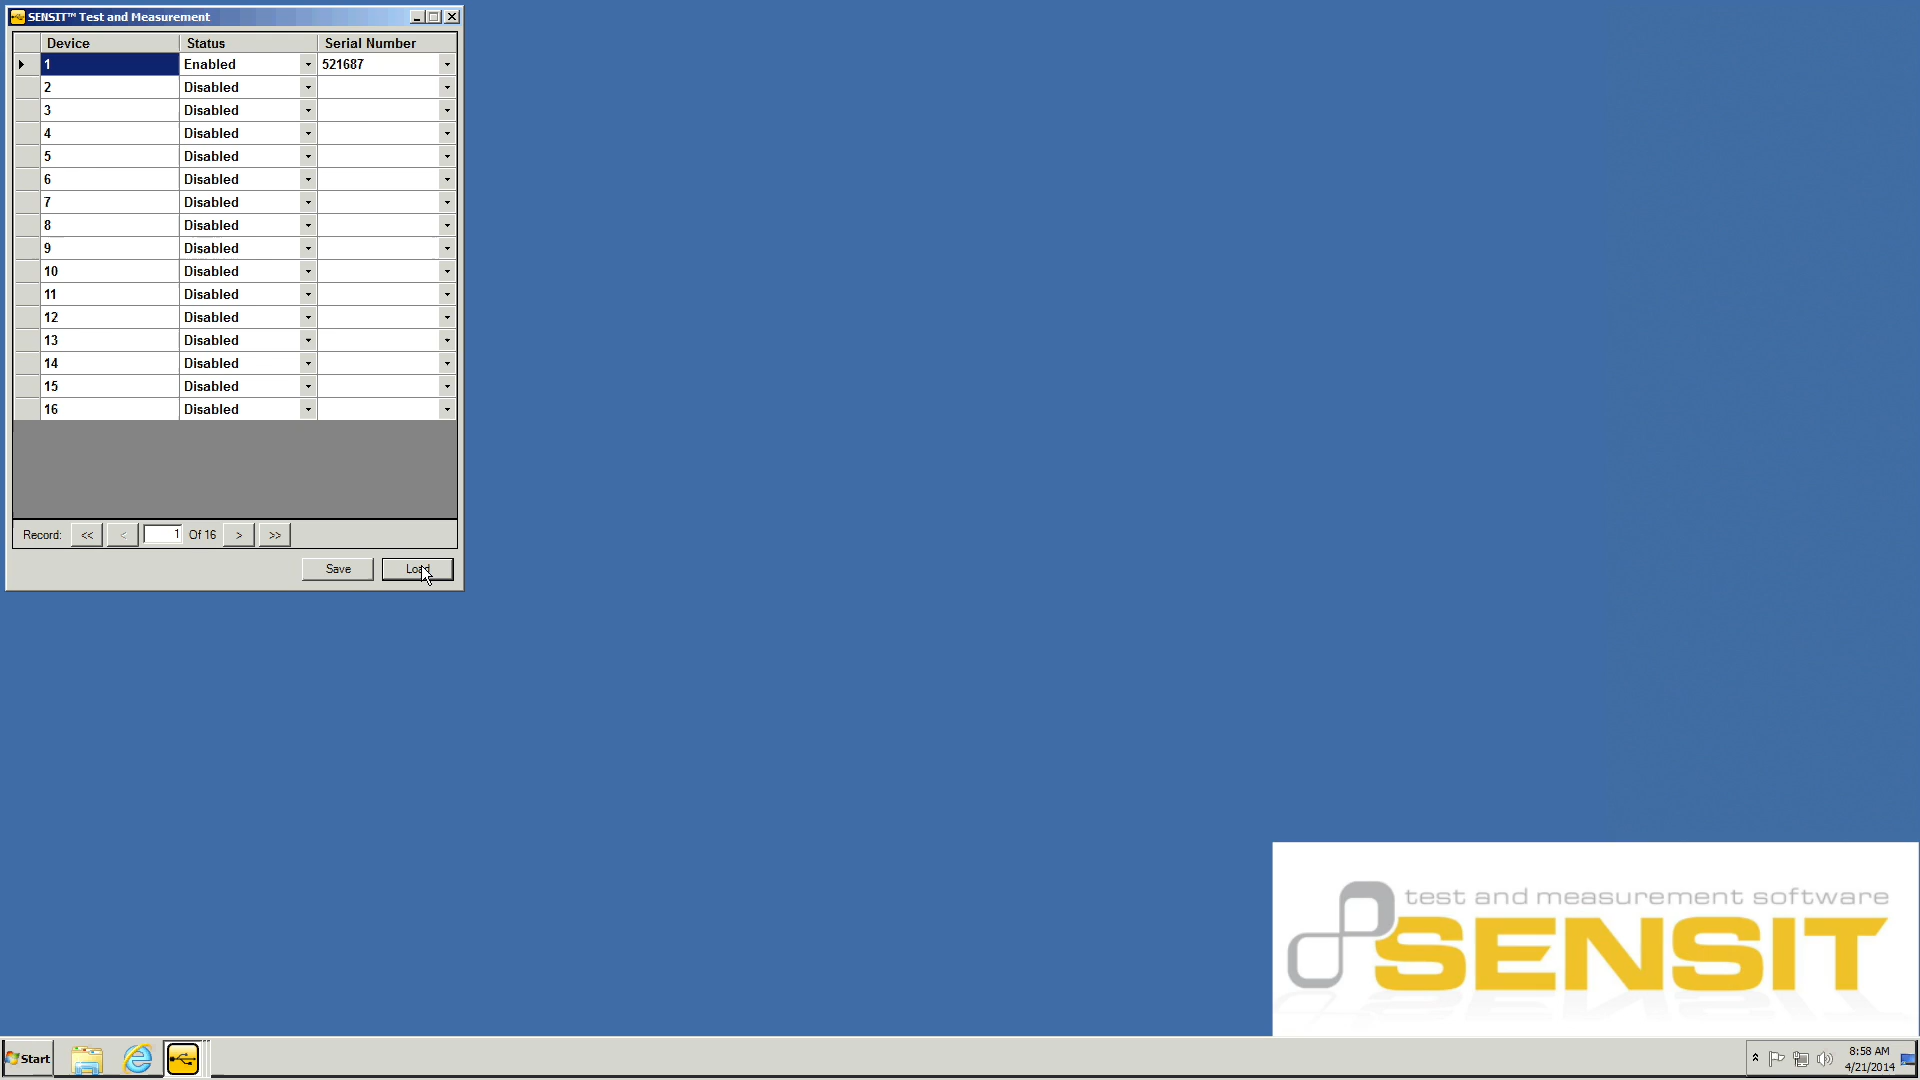 SENSIT™ Test and Measurement
Device Status Serial Number
1 Enabled 521687
2 Disabled
3 Disabled
4 Disabled
5 Disabled
6 Disabled
7 Disabled
8 Disabled
9 Disabled
10 Disabled
11 Disabled
12 Disabled
13 Disabled
14 Disabled
15 Disabled
16 Disabled
Record: << < 1 Of 16 > >>
Save Load
test and measurement software
SENSIT
Start
8:58 AM
4/21/2014